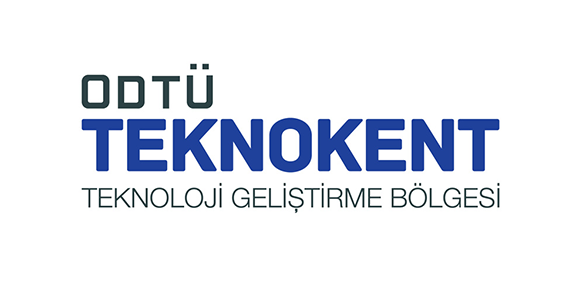 ODTÜ
TEKNOKENT
TEKNOLOJİ GELİŞTİRME BÖLGESİ